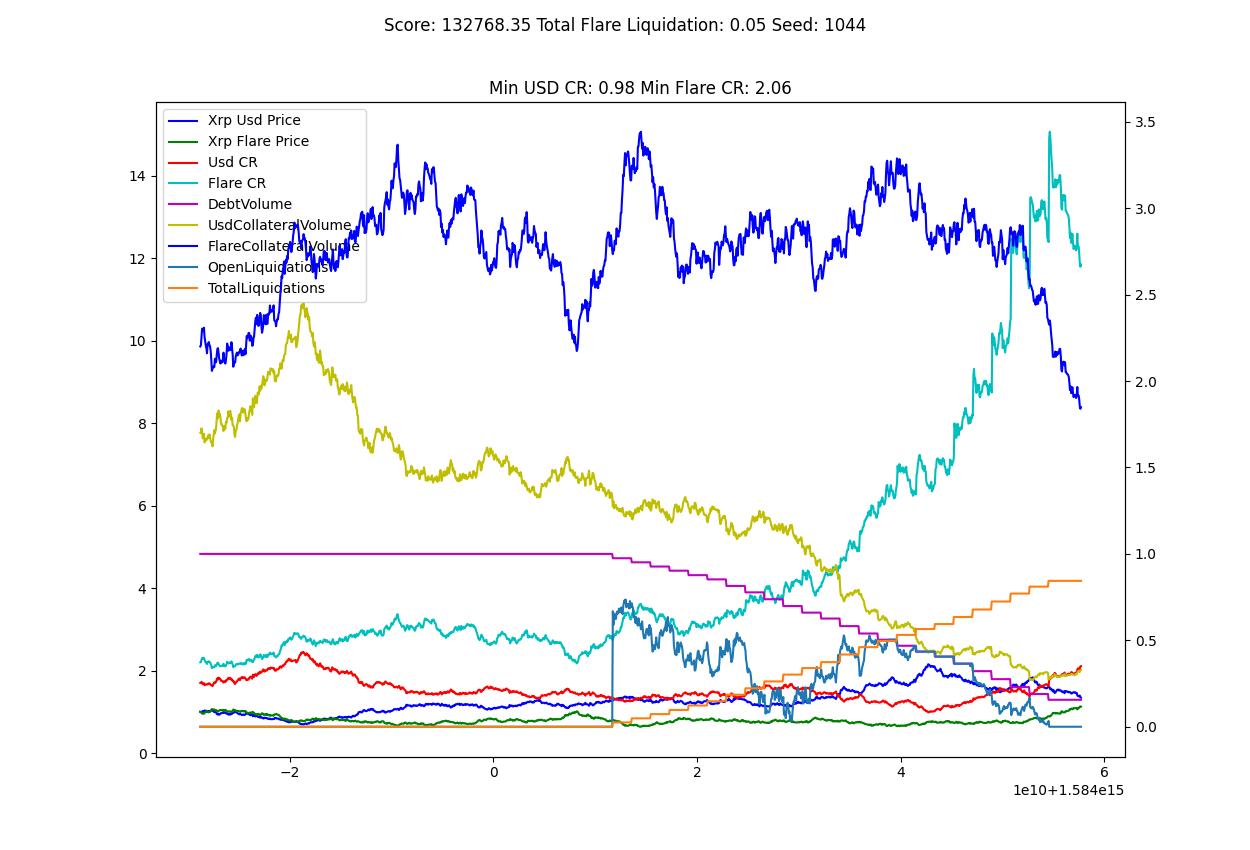 Score: 132768.35 Total Flare Liquidation: 0.05 Seed: 1044
Min USD CR: 0.98 Min Flare CR: 2.06
Xrp Usd Price
Xrp Flare Price
Usd CR
Flare CR
DebtVolume
UsdCollateralVolume
FlareCollateralVolume
OpenLiquidations
TotalLiquidations
14
12
10
8
6
4
2
0
3.5
3.0
2.5
2.0
1.5
1.0
0.5
0.0
−2
0
2
4
6
1e10+1.584e15